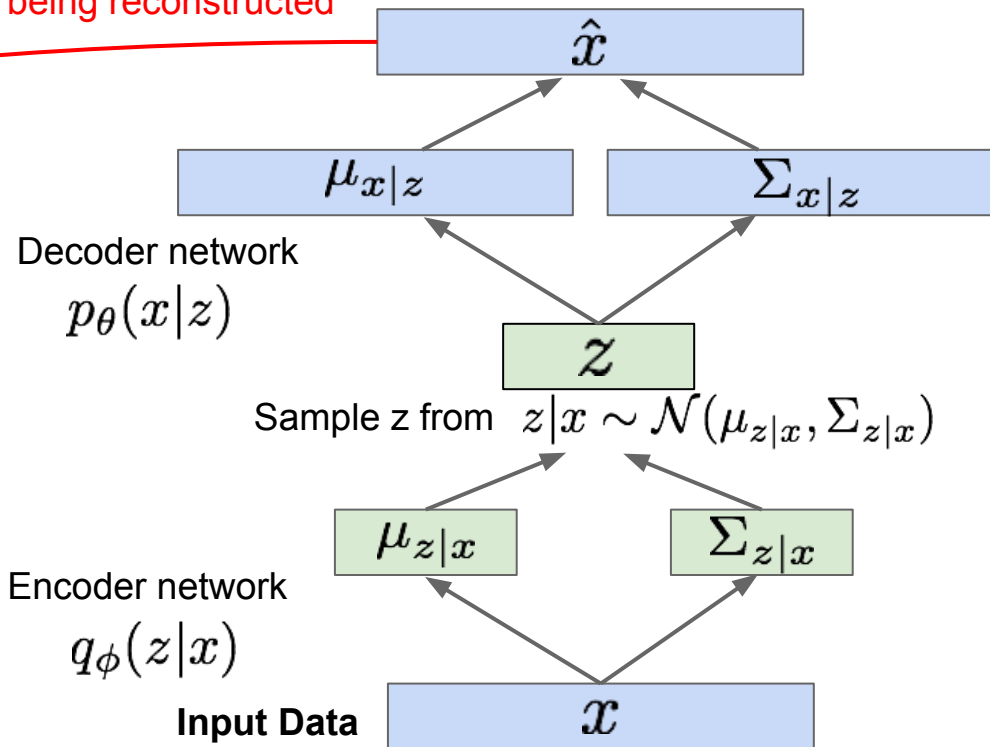 being reconstructed
x̂
μ_{x|z} Σ_{x|z}
Decoder network
p_θ(x|z)
z
Sample z from z|x ∼ 𝒩(μ_{z|x}, Σ_{z|x})
μ_{z|x} Σ_{z|x}
Encoder network
q_ϕ(z|x)
Input Data x